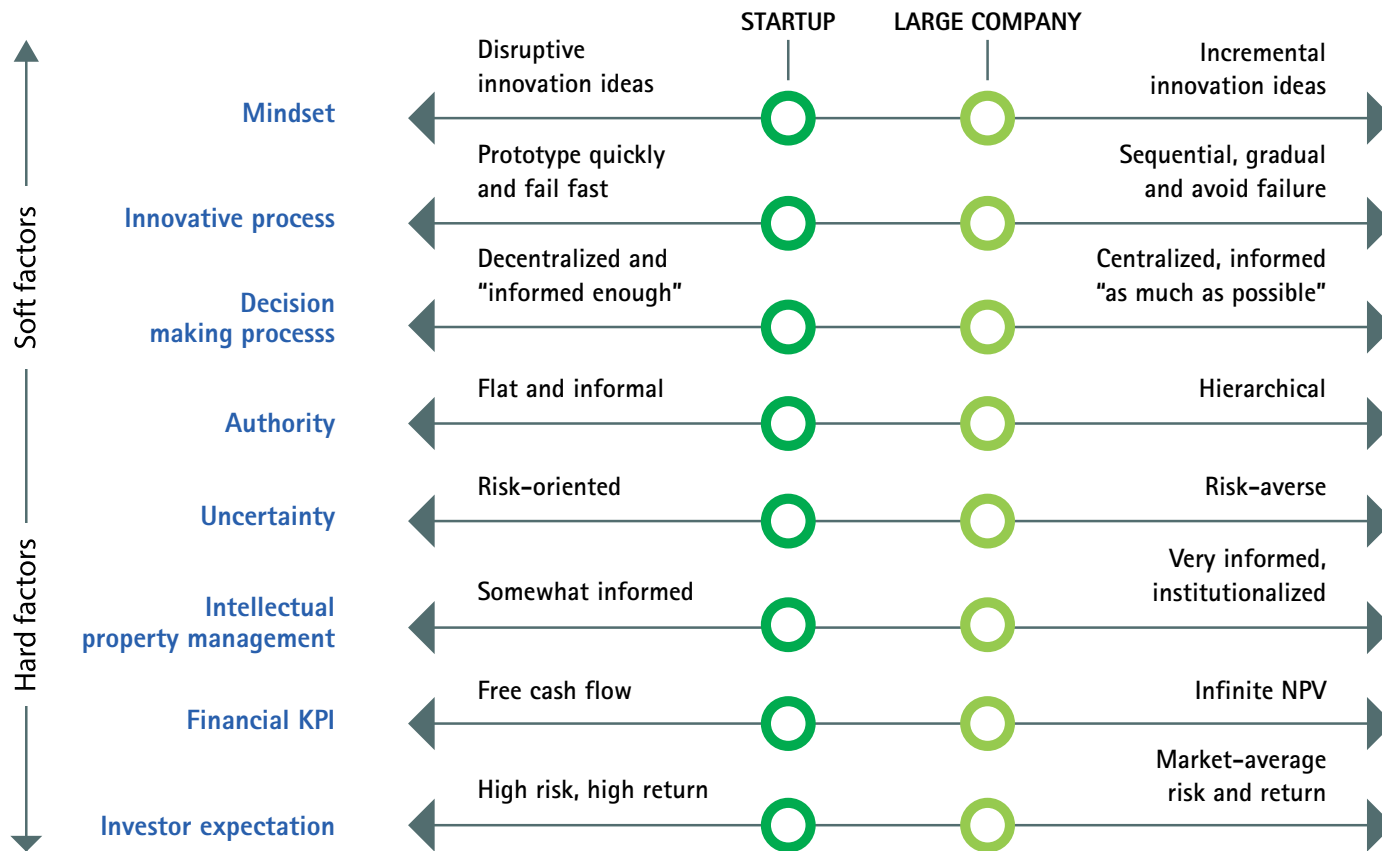 STARTUP
LARGE COMPANY
Soft factors
Hard factors
Mindset
Disruptive
innovation ideas
Incremental
innovation ideas
Innovative process
Prototype quickly
and fail fast
Sequential, gradual
and avoid failure
Decision
making processs
Decentralized and
“informed enough”
Centralized, informed
“as much as possible”
Authority
Flat and informal
Hierarchical
Uncertainty
Risk-oriented
Risk-averse
Intellectual
property management
Somewhat informed
Very informed,
institutionalized
Financial KPI
Free cash flow
Infinite NPV
Investor expectation
High risk, high return
Market-average
risk and return